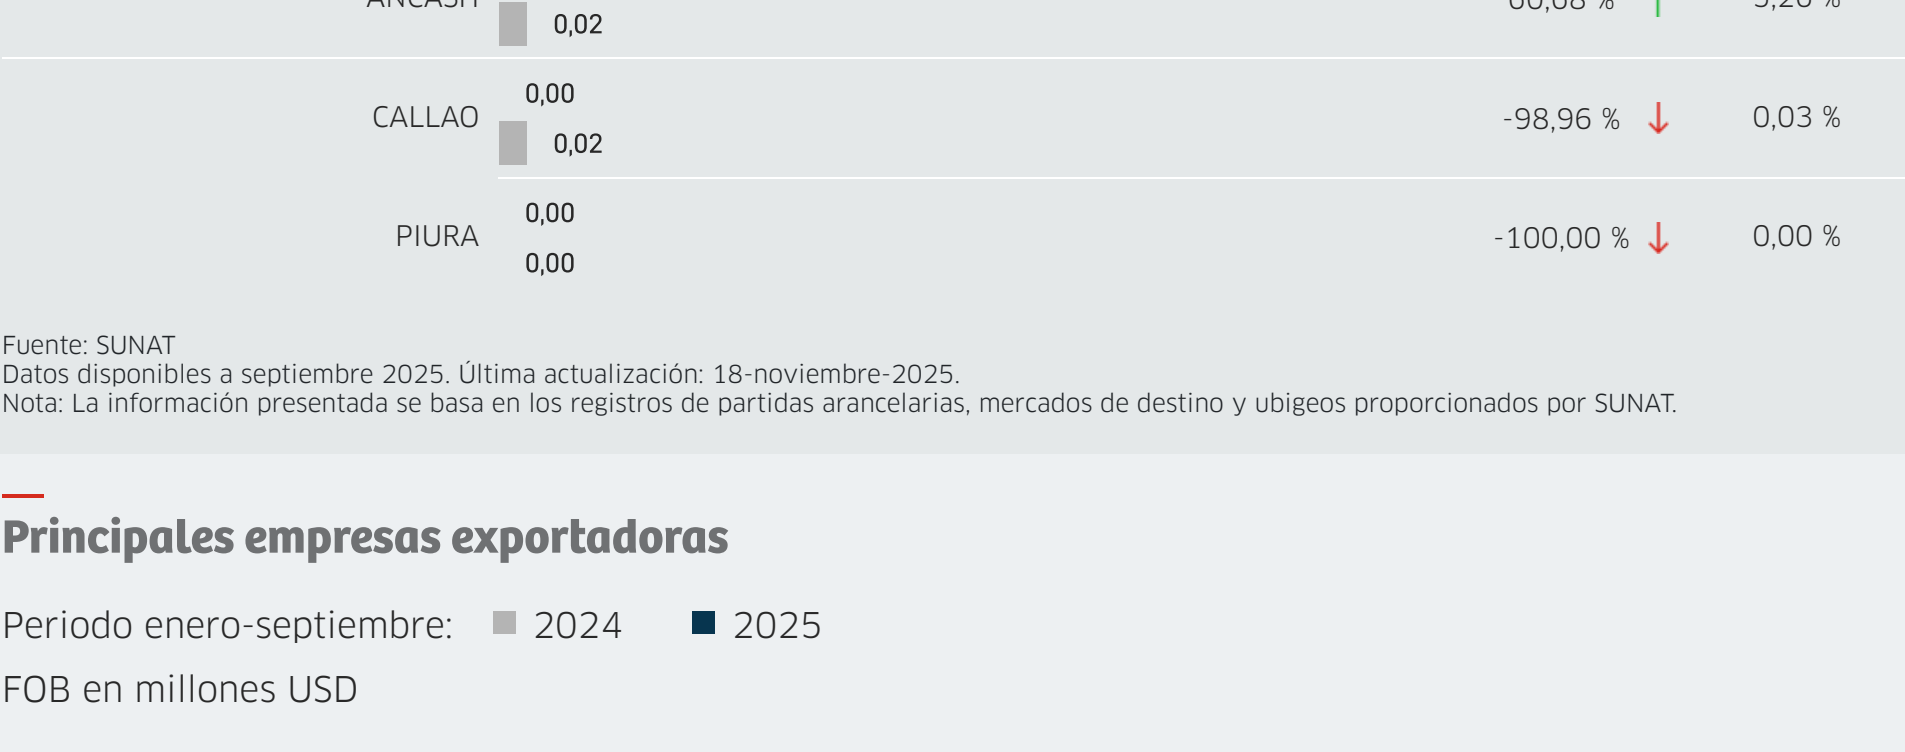 ANCASH
0,02
0,00
CALLAO
0,02
-98,96 %
0,03 %
0,00
PIURA
0,00
-100,00 %
0,00 %
Fuente: SUNAT
Datos disponibles a septiembre 2025. Última actualización: 18-noviembre-2025.
Nota: La información presentada se basa en los registros de partidas arancelarias, mercados de destino y ubigeos proporcionados por SUNAT.
Principales empresas exportadoras
Periodo enero-septiembre: 2024 2025
FOB en millones USD